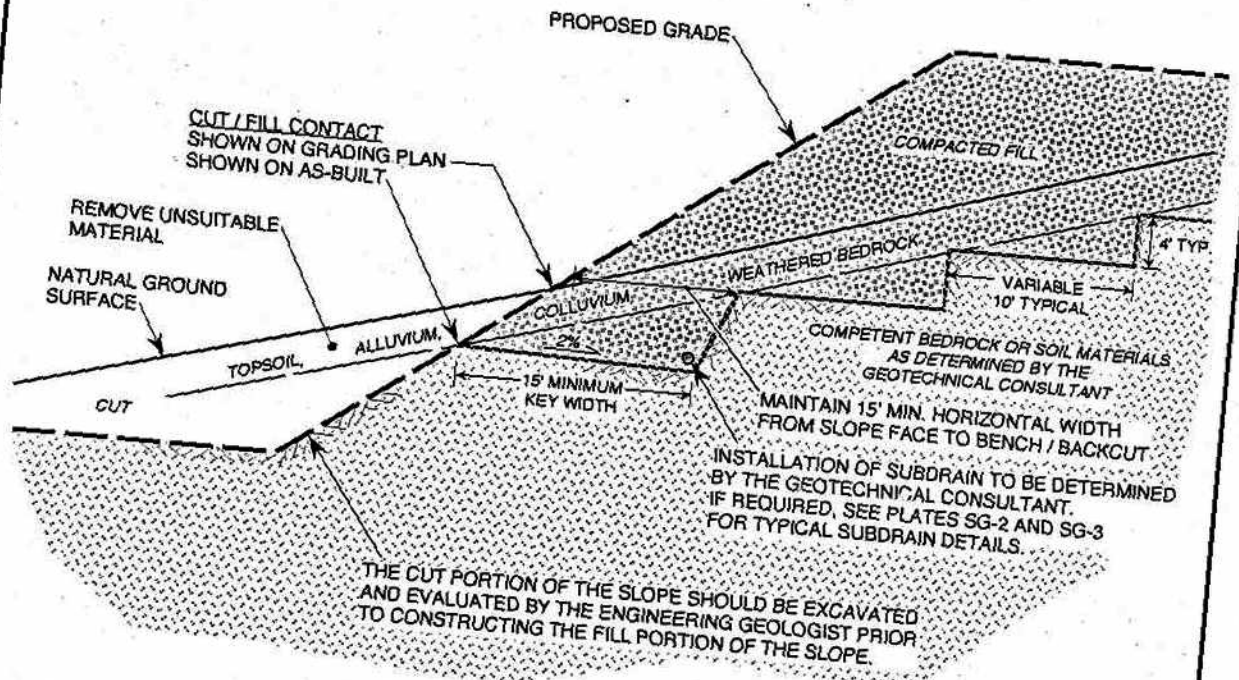 PROPOSED GRADE
CUT / FILL CONTACT
SHOWN ON GRADING PLAN
SHOWN ON AS-BUILT
COMPACTED FILL
REMOVE UNSUITABLE
MATERIAL
NATURAL GROUND
SURFACE
4' TYP
WEATHERED BEDROCK
VARIABLE
10' TYPICAL
COLLUVIUM,
ALLUVIUM,
TOPSOIL,
2%
CUT
15' MINIMUM
KEY WIDTH
COMPETENT BEDROCK OR SOIL MATERIALS
AS DETERMINED BY THE
GEOTECHNICAL CONSULTANT
MAINTAIN 15' MIN. HORIZONTAL WIDTH
FROM SLOPE FACE TO BENCH / BACKCUT
INSTALLATION OF SUBDRAIN TO BE DETERMINED
BY THE GEOTECHNICAL CONSULTANT.
IF REQUIRED, SEE PLATES SG-2 AND SG-3
FOR TYPICAL SUBDRAIN DETAILS.
THE CUT PORTION OF THE SLOPE SHOULD BE EXCAVATED
AND EVALUATED BY THE ENGINEERING GEOLOGIST PRIOR
TO CONSTRUCTING THE FILL PORTION OF THE SLOPE.